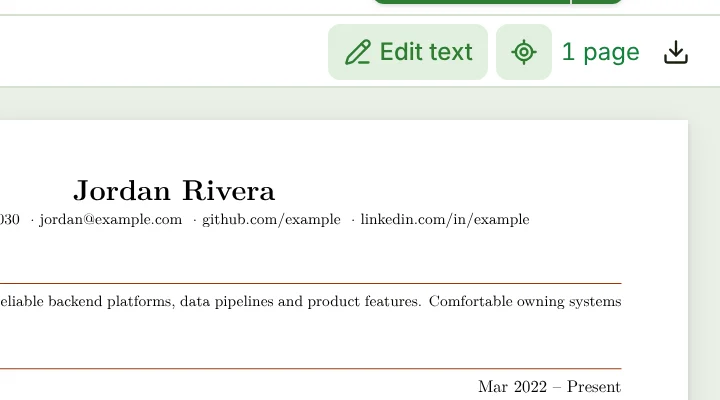 Edit text 1 page
Jordan Rivera
030 · jordan@example.com · github.com/example · linkedin.com/in/example
eliable backend platforms, data pipelines and product features. Comfortable owning systems
Mar 2022 – Present